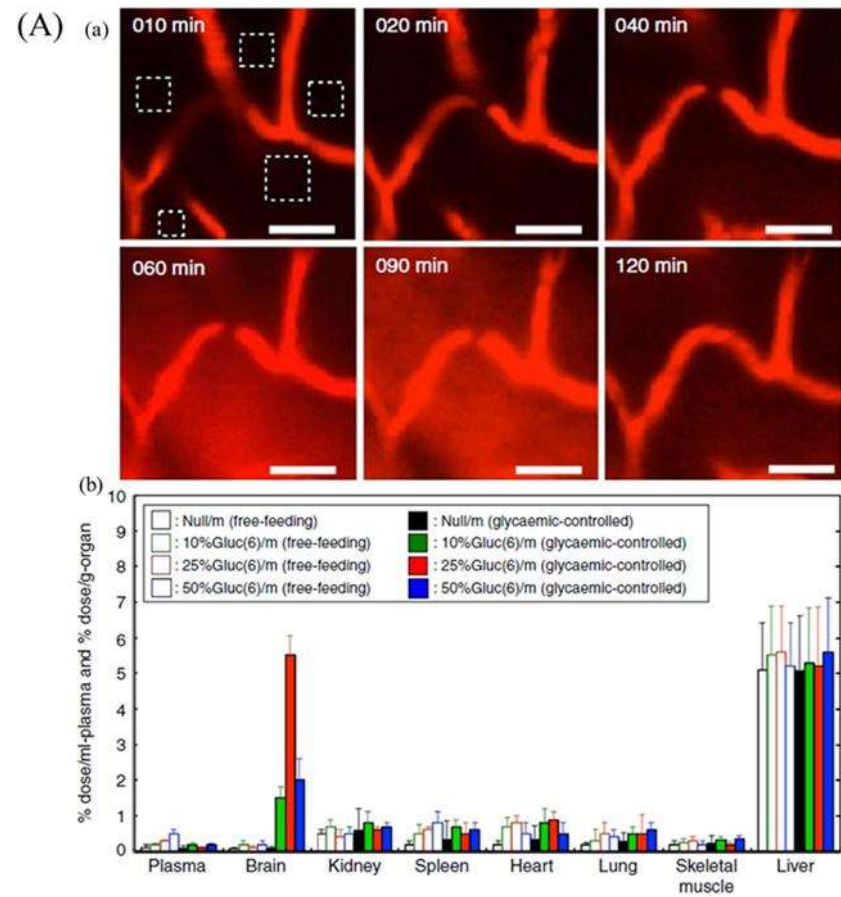 (A) (a)
010 min 020 min 040 min
060 min 090 min 120 min
(b)
% dose/ml-plasma and % dose/g-organ
10
9
8
7
6
5
4
3
2
1
0
: Null/m (free-feeding) : Null/m (glycaemic-controlled)
: 10%Gluc(6)/m (free-feeding) : 10%Gluc(6)/m (glycaemic-controlled)
: 25%Gluc(6)/m (free-feeding) : 25%Gluc(6)/m (glycaemic-controlled)
: 50%Gluc(6)/m (free-feeding) : 50%Gluc(6)/m (glycaemic-controlled)
Plasma Brain Kidney Spleen Heart Lung Skeletal Liver
muscle